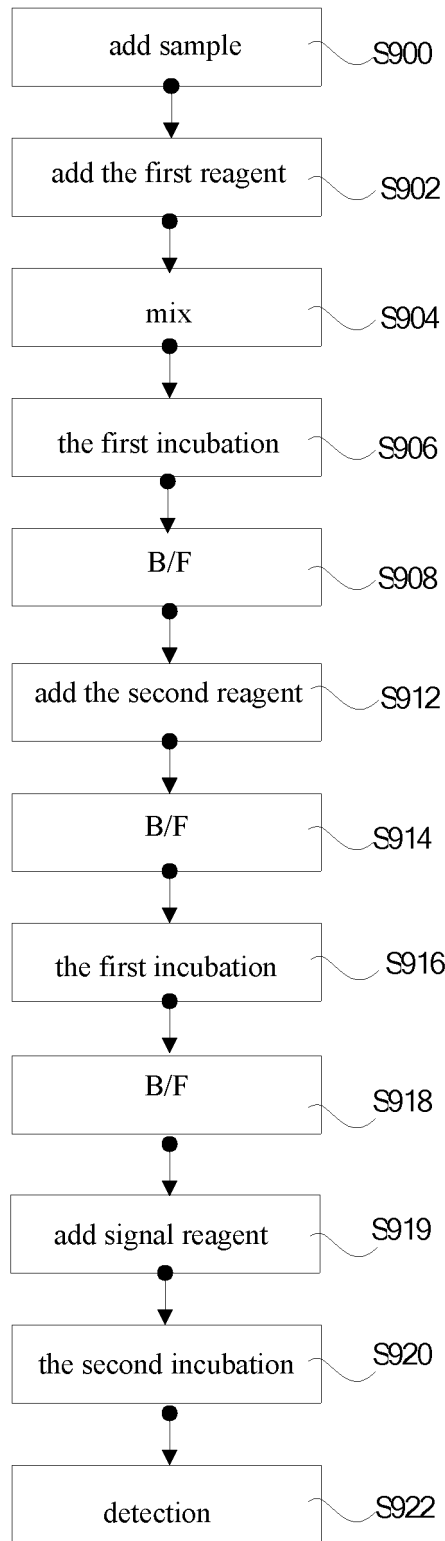 add sample
S900
add the first reagent
S902
mix
S904
the first incubation
S906
B/F
S908
add the second reagent
S912
B/F
S914
the first incubation
S916
B/F
S918
add signal reagent
S919
the second incubation
S920
detection
S922